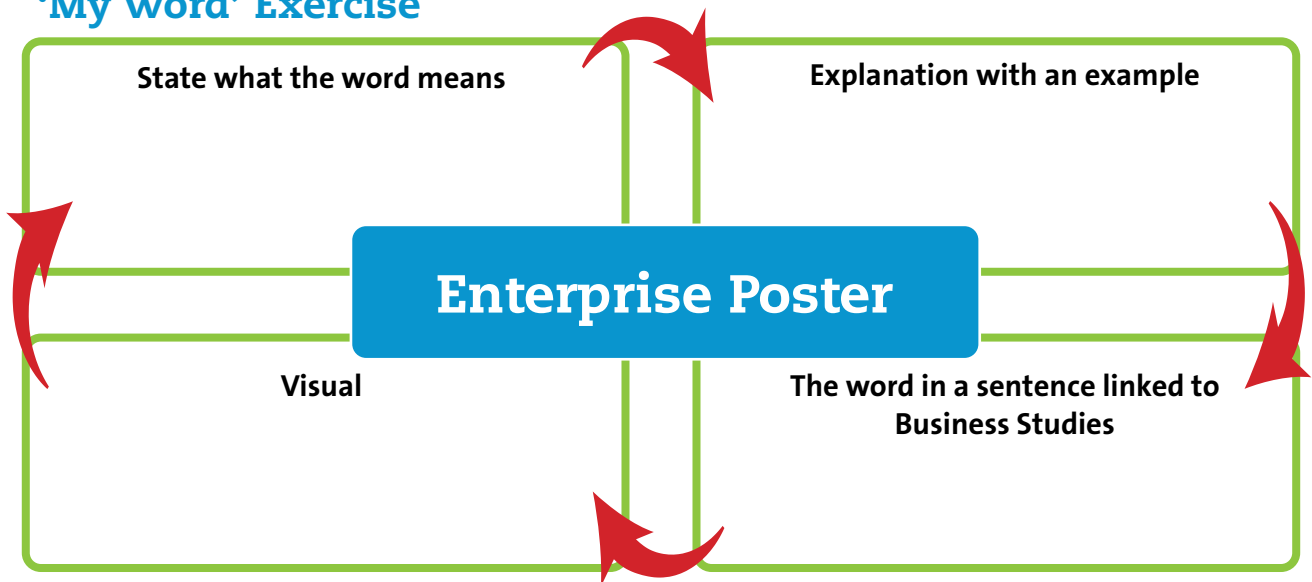 'My Word' Exercise
State what the word means
Explanation with an example
Enterprise Poster
Visual
The word in a sentence linked to
Business Studies